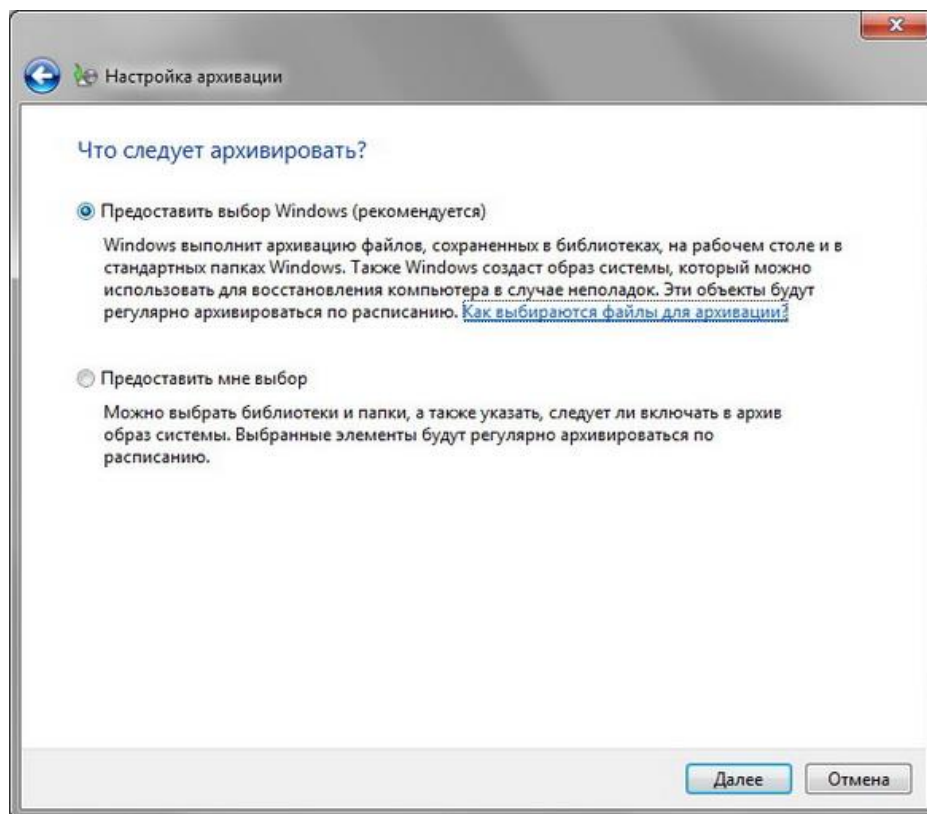 Настройка архивации
Что следует архивировать?
Предоставить выбор Windows (рекомендуется)
Windows выполнит архивацию файлов, сохраненных в библиотеках, на рабочем столе и в
стандартных папках Windows. Также Windows создаст образ системы, который можно
использовать для восстановления компьютера в случае неполадок. Эти объекты будут
регулярно архивироваться по расписанию. Как выбираются файлы для архивации?
Предоставить мне выбор
Можно выбрать библиотеки и папки, а также указать, следует ли включать в архив
образ системы. Выбранные элементы будут регулярно архивироваться по
расписанию.
Далее Отмена